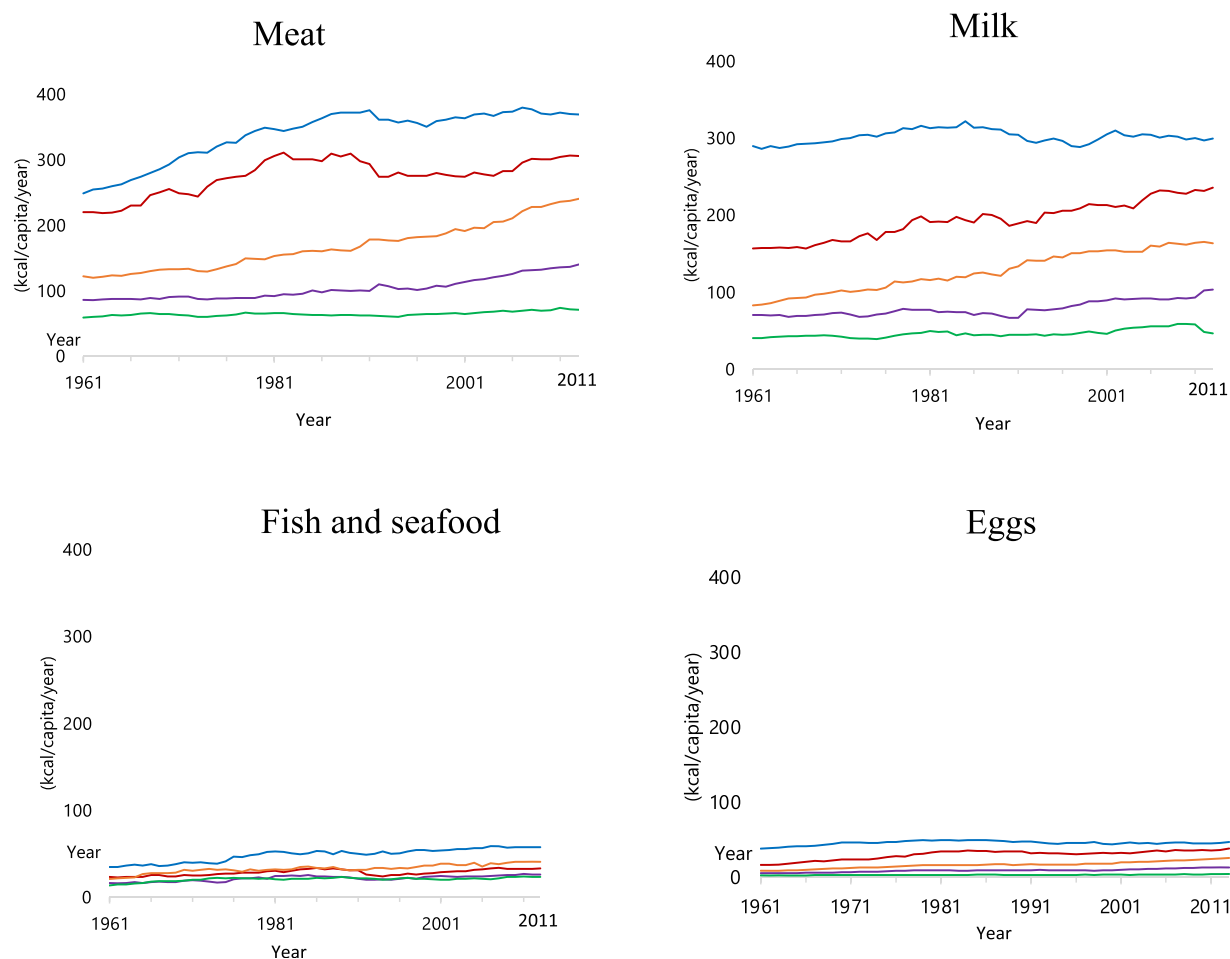 Meat
400
300
200
100
0
(kcal/capita/year)
Year
1961
1981
2001
2011
Year
Milk
400
300
200
100
0
(kcal/capita/year)
1961
1981
2001
2011
Year
Fish and seafood
400
300
200
100
0
(kcal/capita/year)
Year
1961
1981
2001
2011
Year
Eggs
400
300
200
100
0
(kcal/capita/year)
Year
1961
1971
1981
1991
2001
2011
Year